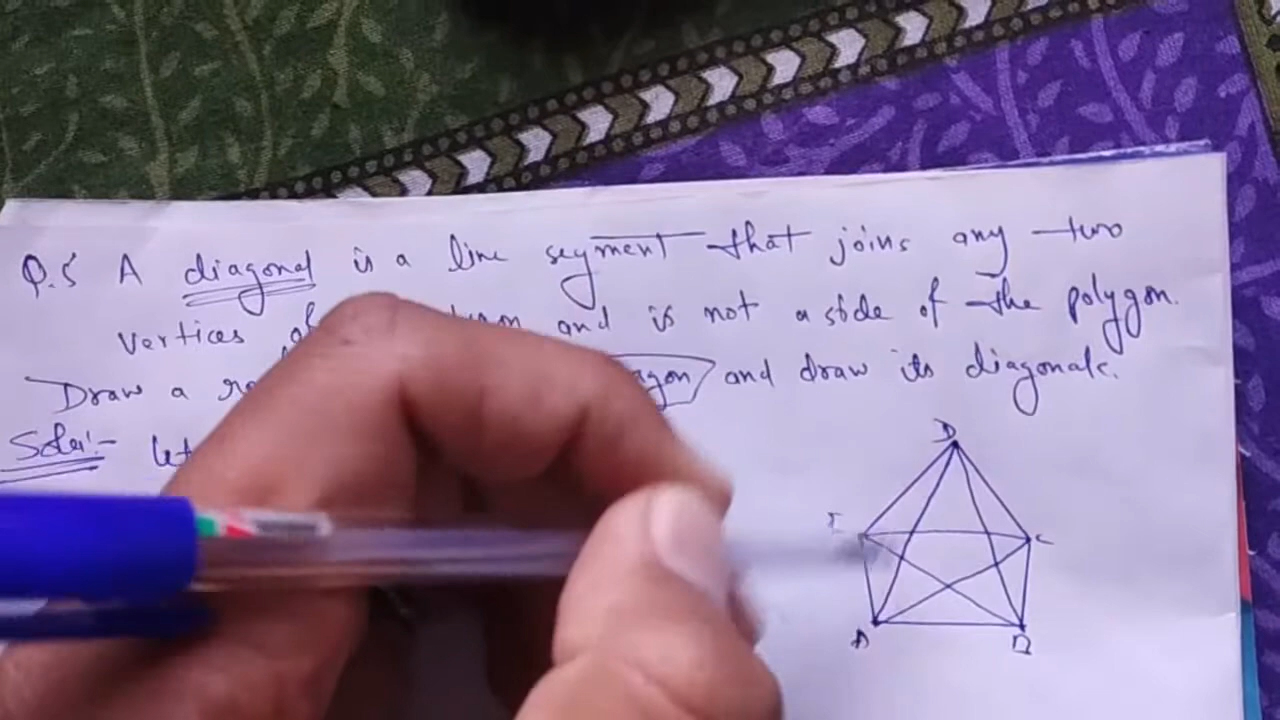 Q.5 A diagonal is a line segment that joins any two
vertices of and is not a side of the polygon.
Draw a and draw its diagonals.
Soln:- let
D
E C
A B